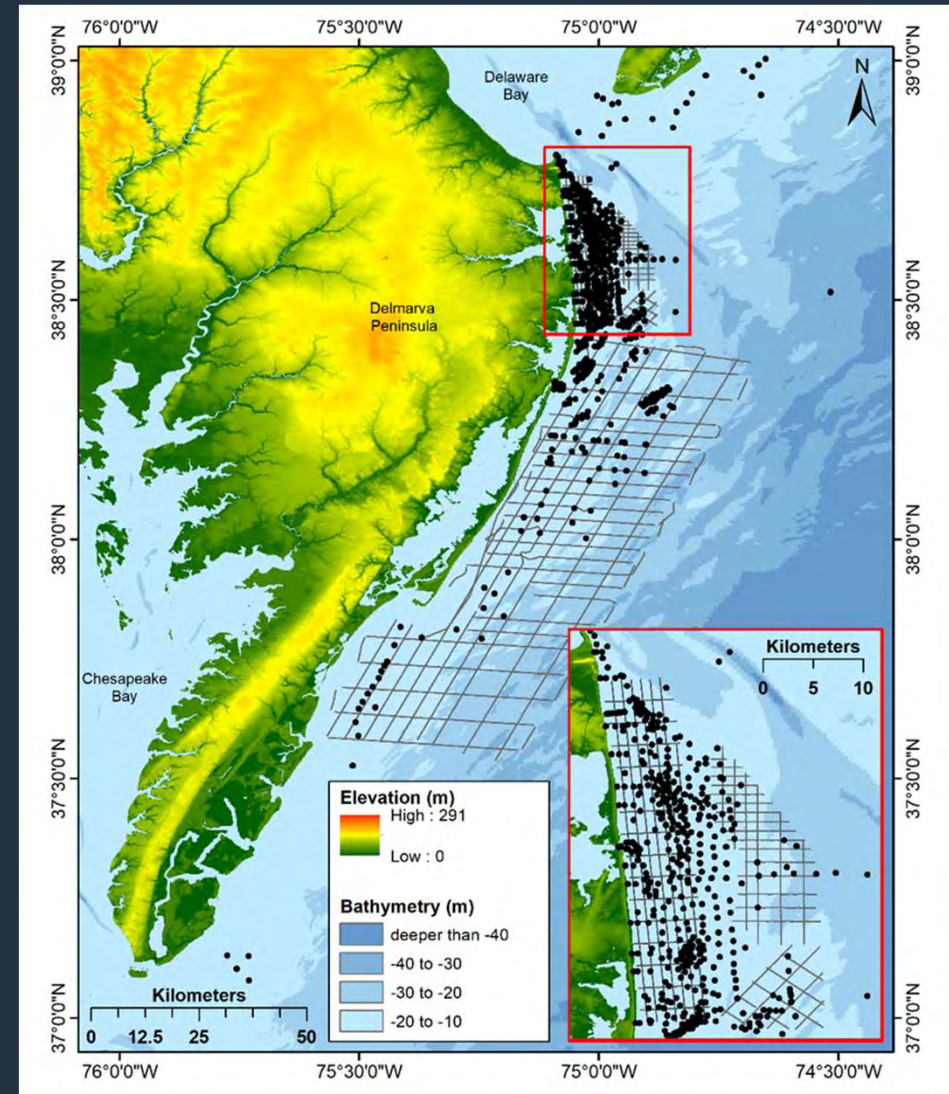 76°0'0"W 75°30'0"W 75°0'0"W 74°30'0"W
39°0'0"N
39°0'0"N
Delaware
Bay
N
38°30'0"N
38°30'0"N
Delmarva
Peninsula
38°0'0"N
38°0'0"N
Chesapeake
Bay
Kilometers
0 5 10
37°30'0"N
37°30'0"N
Elevation (m)
High : 291
Low : 0
Bathymetry (m)
deeper than -40
-40 to -30
-30 to -20
-20 to -10
Kilometers
0 12.5 25 50
37°0'0"N
37°0'0"N
76°0'0"W 75°30'0"W 75°0'0"W 74°30'0"W